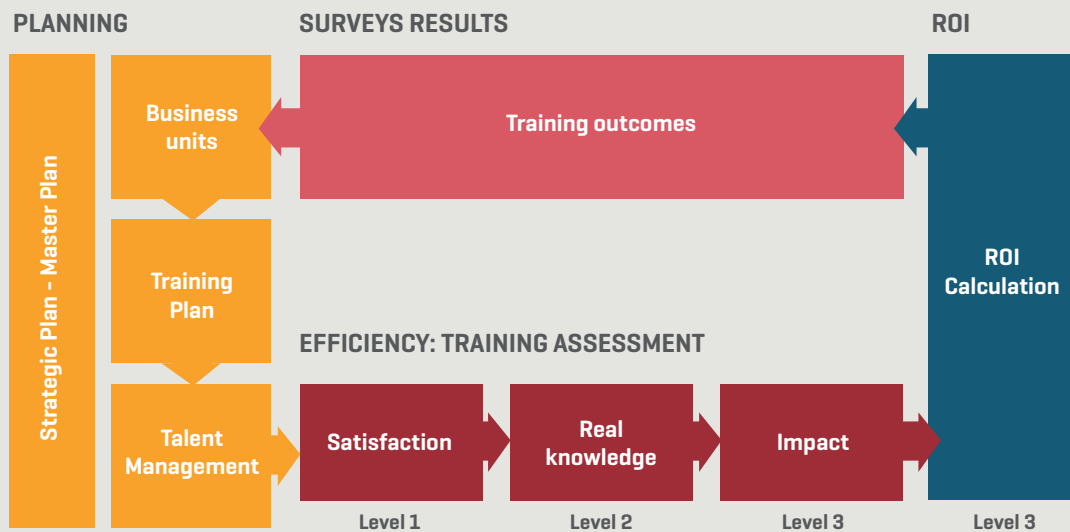 PLANNING
SURVEYS RESULTS
ROI
Strategic Plan - Master Plan
Business
units
Training outcomes
Training
Plan
ROI
Calculation
EFFICIENCY: TRAINING ASSESSMENT
Talent
Management
Satisfaction
Real
knowledge
Impact
Level 1
Level 2
Level 3
Level 3